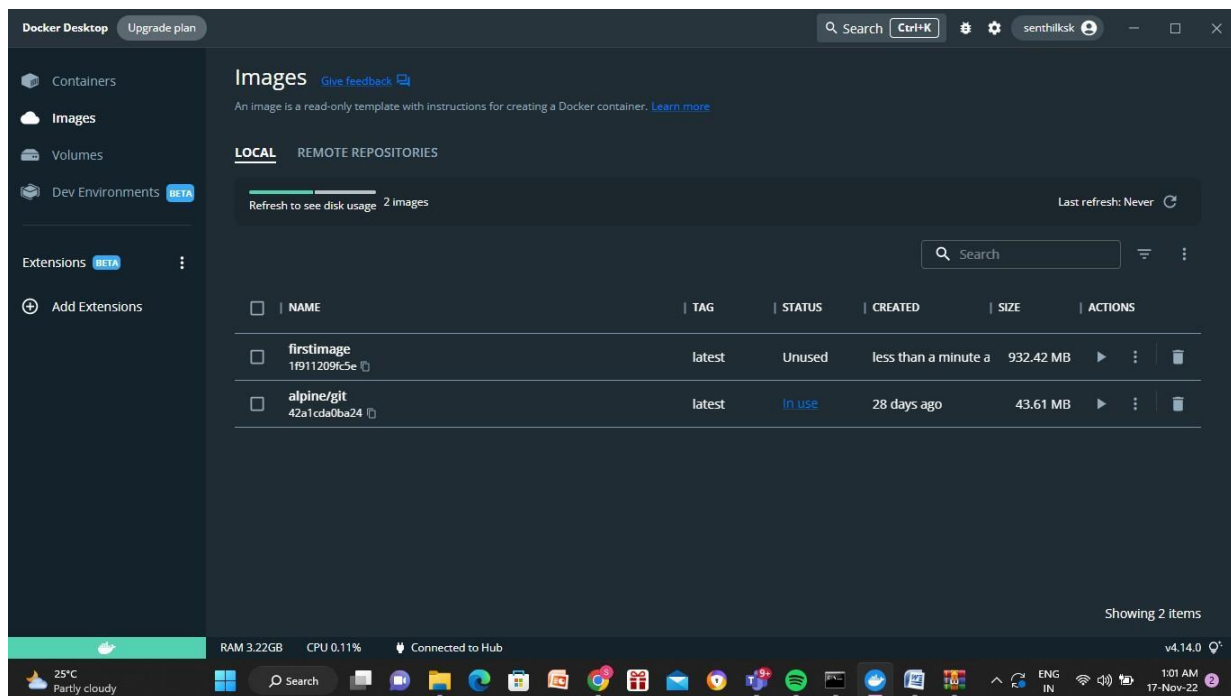 Docker Desktop Upgrade plan Search Ctrl+K senthilksk
Containers
Images
Volumes
Dev Environments BETA
Extensions BETA
Add Extensions
Images Give feedback
An image is a read-only template with instructions for creating a Docker container. Learn more
LOCAL REMOTE REPOSITORIES
Refresh to see disk usage 2 images Last refresh: Never
Search
NAME TAG STATUS CREATED SIZE ACTIONS
firstimage latest Unused less than a minute a 932.42 MB
1f911209fc5e
alpine/git latest In use 28 days ago 43.61 MB
42a1cda0ba24
Showing 2 items
RAM 3.22GB CPU 0.11% Connected to Hub v4.14.0
25°C
Partly cloudy
Search
9+
ENG
IN
1:01 AM
17-Nov-22
2